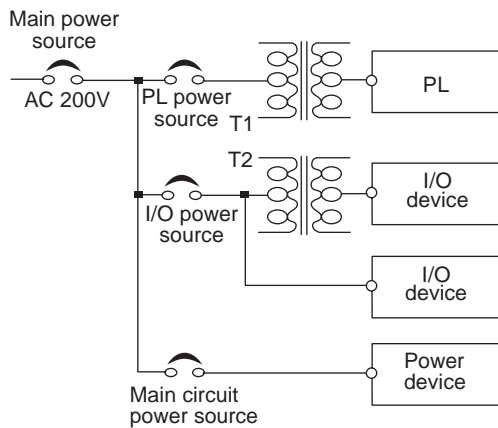 Main power
source
AC 200V
PL power
source
T1
PL
T2
I/O power
source
I/O
device
I/O
device
Main circuit
power source
Power
device